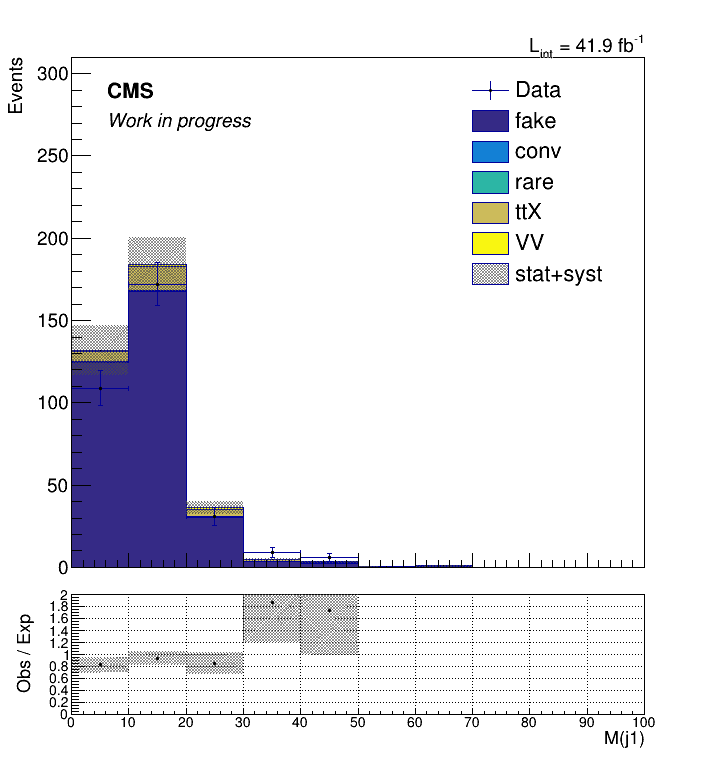 L_int = 41.9 fb^-1
Events
300
250
200
150
100
50
0
CMS
Work in progress
Data
fake
conv
rare
ttX
VV
stat+syst
Obs / Exp
2
1.8
1.6
1.4
1.2
1
0.8
0.6
0.4
0.2
0
0 10 20 30 40 50 60 70 80 90 100
M(j1)